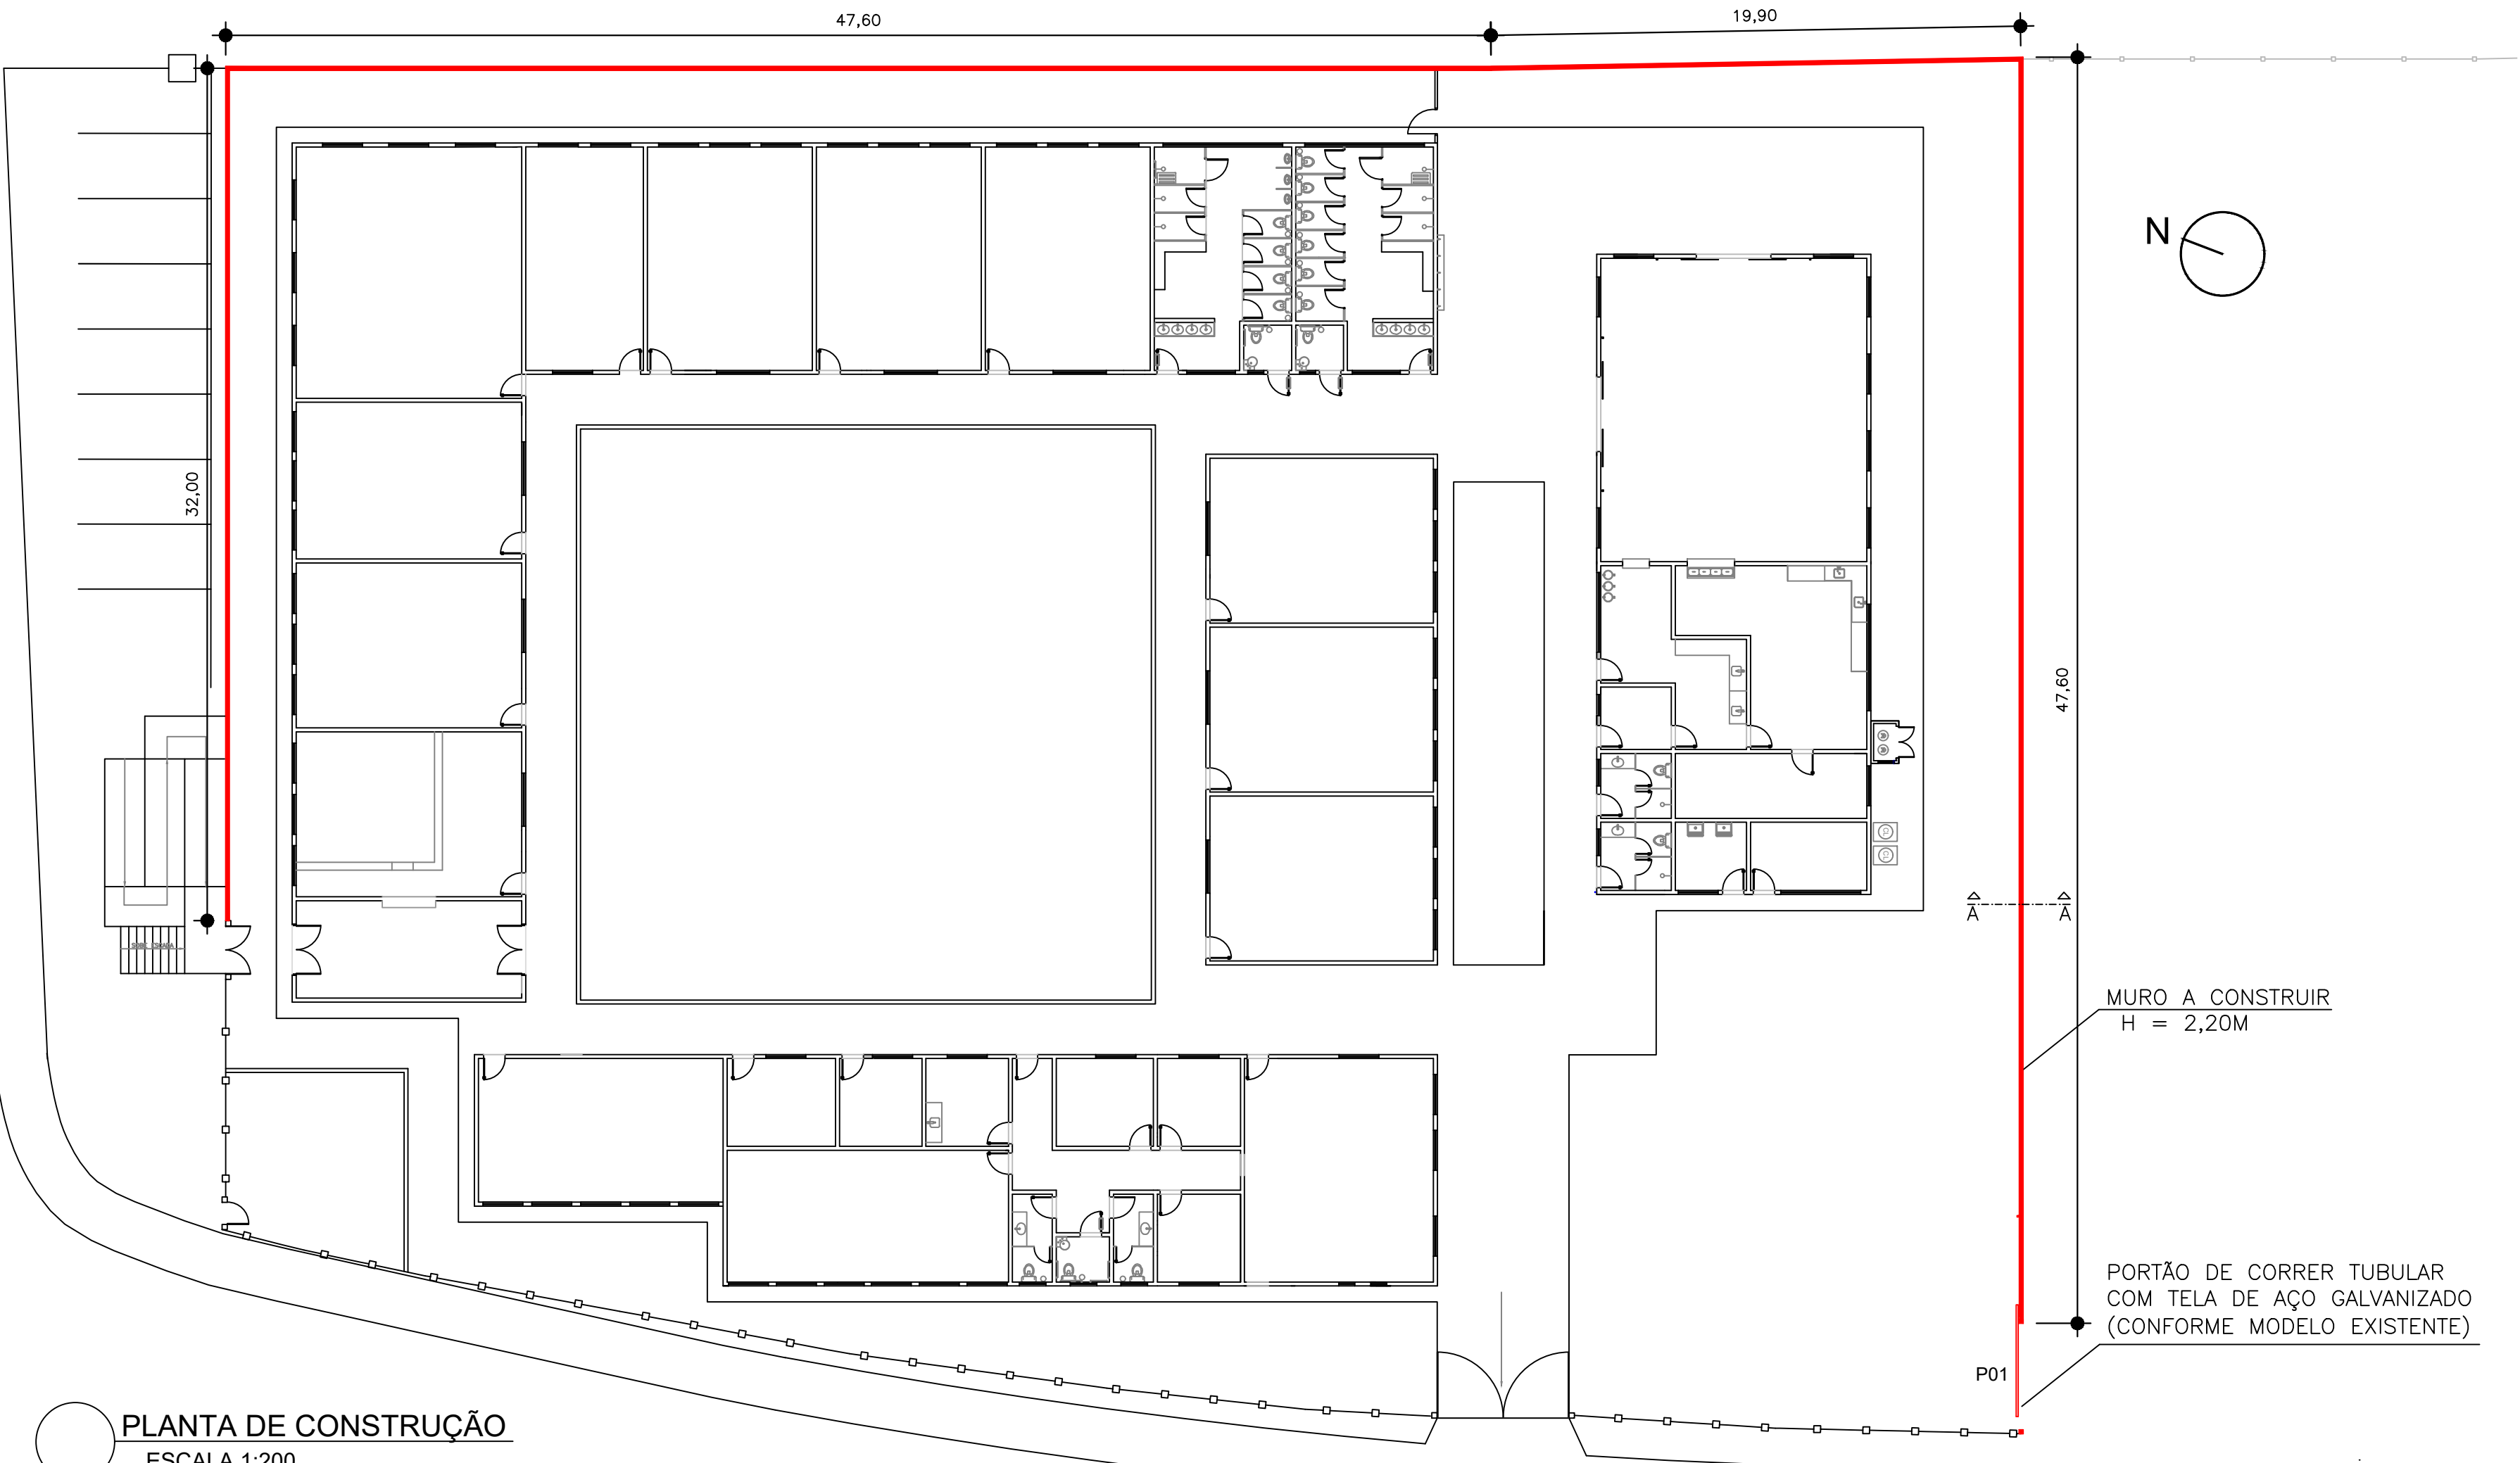 47,60
19,90
N
32,00
47,60
A A
MURO A CONSTRUIR
H = 2,20M
PORTÃO DE CORRER TUBULAR
COM TELA DE AÇO GALVANIZADO
(CONFORME MODELO EXISTENTE)
P01
PLANTA DE CONSTRUÇÃO
ESCALA 1:200